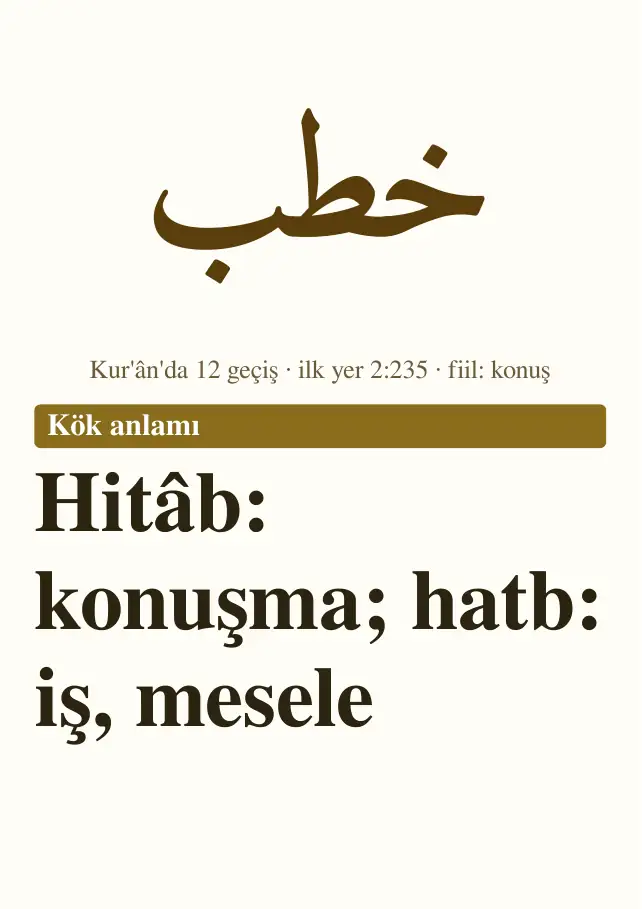 خطب
Kur'ân'da 12 geçiş · ilk yer 2:235 · fiil: konuş
Kök anlamı
Hitâb:
konuşma; hatb:
iş, mesele